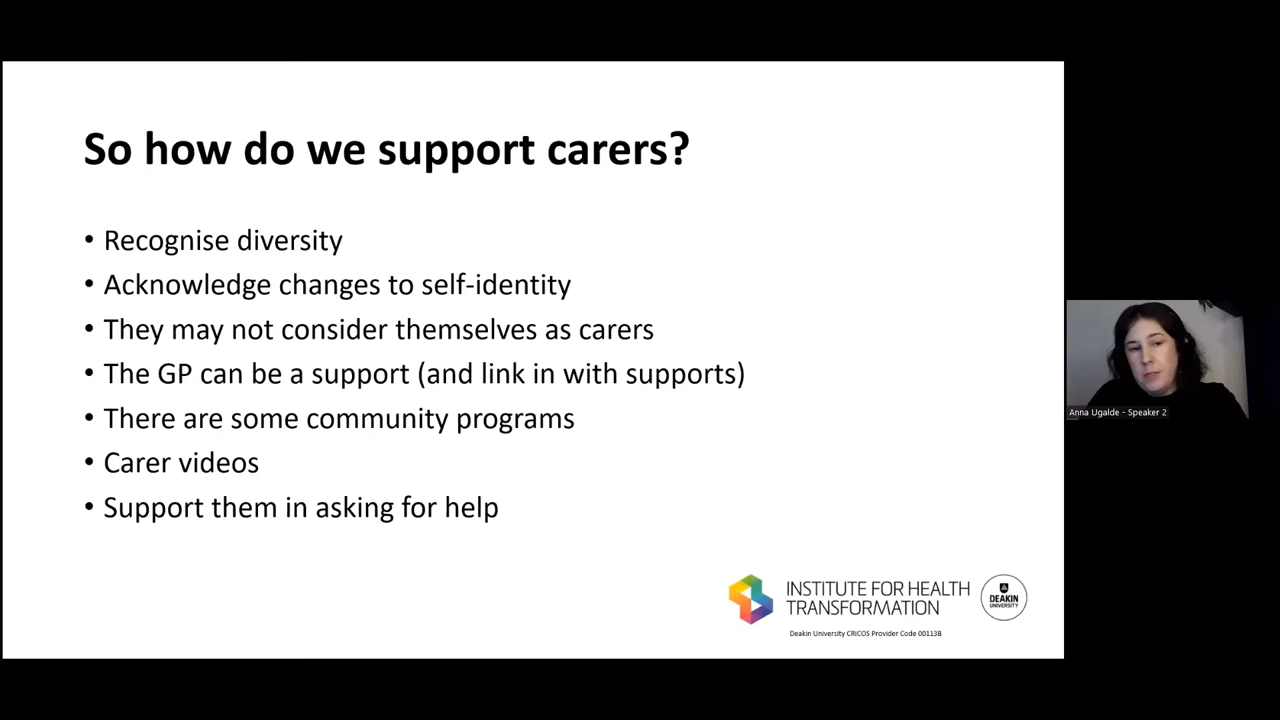 So how do we support carers?
• Recognise diversity
• Acknowledge changes to self-identity
• They may not consider themselves as carers
• The GP can be a support (and link in with supports)
• There are some community programs
• Carer videos
• Support them in asking for help
INSTITUTE FOR HEALTH
TRANSFORMATION
DEAKIN
UNIVERSITY
Deakin University CRICOS Provider Code 00113B
Anna Ugalde - Speaker 2